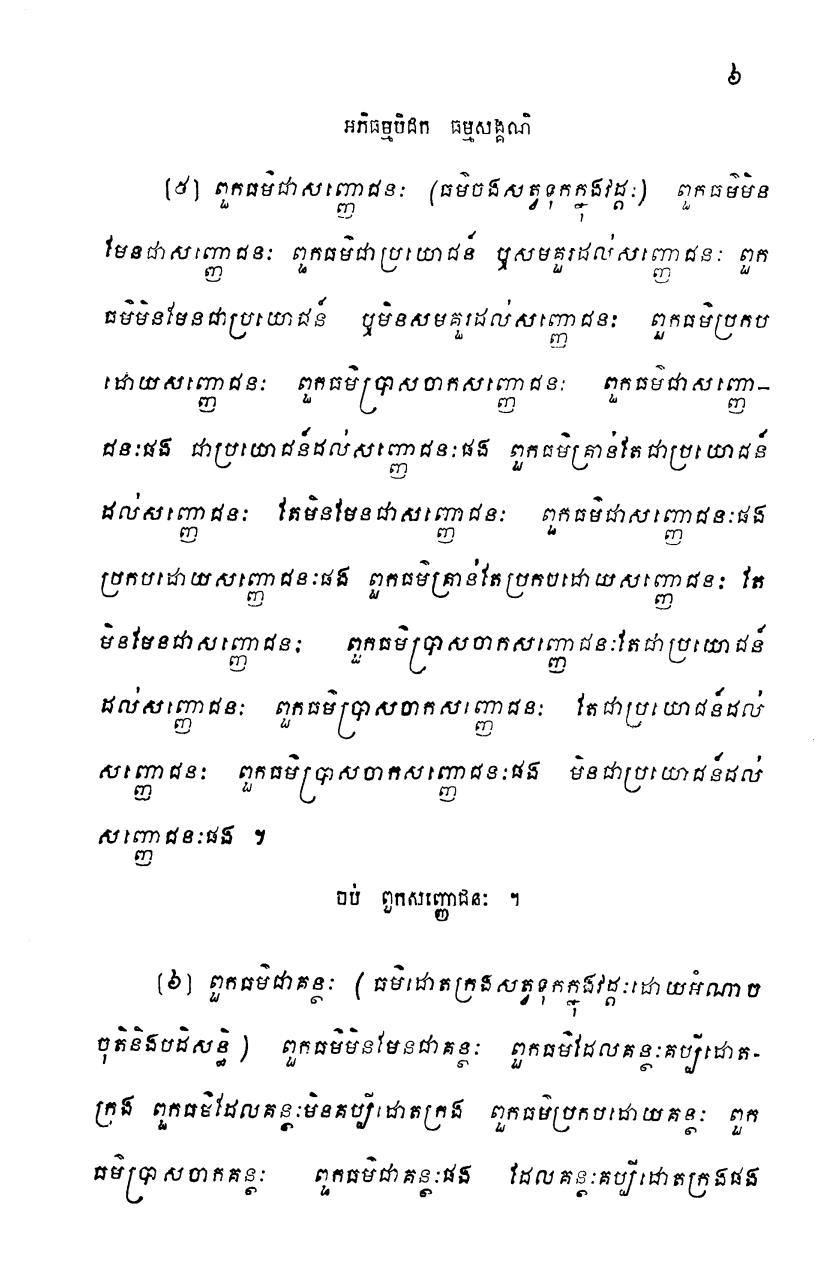 ៦
អភិធម្មបិដក ធម្មសង្គណិ
(៥) ពួកធម៌ជាសញ្ញោជនៈ (ធម៌ចងសត្វទុកក្នុងវដ្តៈ) ពួកធម៌មិន
មែនជាសញ្ញោជនៈ ពួកធម៌ជាប្រយោជន៍ ឬសមគួរដល់សញ្ញោជនៈ ពួក
ធម៌មិនមែនជាប្រយោជន៍ ឬមិនសមគួរដល់សញ្ញោជនៈ ពួកធម៌ប្រកប
ដោយសញ្ញោជនៈ ពួកធម៌ប្រាសចាកសញ្ញោជនៈ ពួកធម៌ជាសញ្ញោ-
ជនៈផង ជាប្រយោជន៍ដល់សញ្ញោជនៈផង ពួកធម៌គ្រាន់តែជាប្រយោជន៍
ដល់សញ្ញោជនៈ តែមិនមែនជាសញ្ញោជនៈ ពួកធម៌ជាសញ្ញោជនៈផង
ប្រកបដោយសញ្ញោជនៈផង ពួកធម៌គ្រាន់តែប្រកបដោយសញ្ញោជនៈ តែ
មិនមែនជាសញ្ញោជនៈ ពួកធម៌ប្រាសចាកសញ្ញោជនៈតែជាប្រយោជន៍
ដល់សញ្ញោជនៈ ពួកធម៌ប្រាសចាកសញ្ញោជនៈ តែជាប្រយោជន៍ដល់
សញ្ញោជនៈ ពួកធម៌ប្រាសចាកសញ្ញោជនៈផង មិនជាប្រយោជន៍ដល់
សញ្ញោជនៈផង ។
ចប់ ពួកសញ្ញោជនៈ ។
(៦) ពួកធម៌ជាគន្ថៈ (ធម៌ដោតក្រងសត្វទុកក្នុងវដ្តៈដោយអំណាច
ចុតិនិងបដិសន្ធិ) ពួកធម៌មិនមែនជាគន្ថៈ ពួកធម៌ដែលគន្ថៈគប្បីដោត-
ក្រង ពួកធម៌ដែលគន្ថៈមិនគប្បីដោតក្រង ពួកធម៌ប្រកបដោយគន្ថៈ ពួក
ធម៌ប្រាសចាកគន្ថៈ ពួកធម៌ជាគន្ថៈផង ដែលគន្ថៈគប្បីដោតក្រងផង